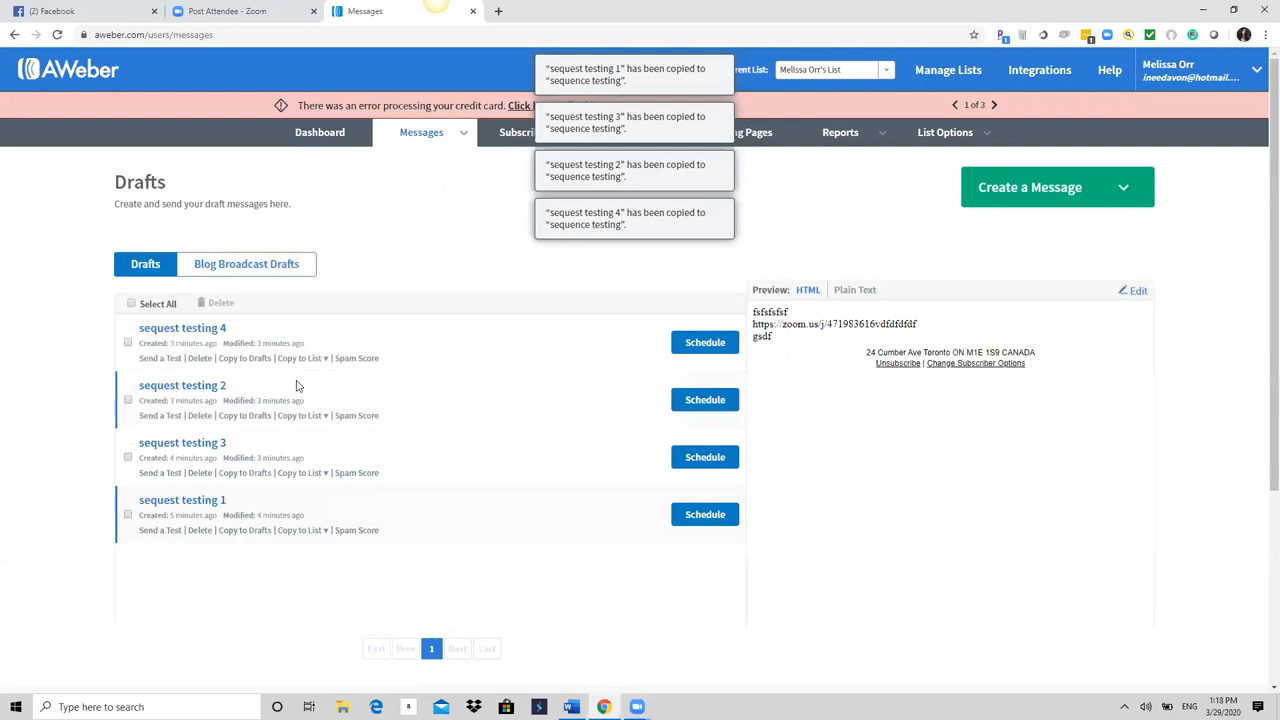 (2) Facebook
Post Attendee - Zoom
Messages
aweber.com/users/messages
AWeber
Current List:
Melissa Orr's List
Manage Lists
Integrations
Help
Melissa Orr
ineedavon@hotmail....
There was an error processing your credit card. Click
1 of 3
Dashboard
Messages
Pages
Reports
List Options
"sequest testing 1" has been copied to
"sequence testing".
"sequest testing 3" has been copied to
"sequence testing".
"sequest testing 2" has been copied to
"sequence testing".
"sequest testing 4" has been copied to
"sequence testing".
Drafts
Create and send your draft messages here.
Create a Message
Drafts
Blog Broadcast Drafts
Select All
Delete
sequest testing 4
Created: 3 minutes ago Modified: 3 minutes ago
Send a Test | Delete | Copy to Drafts | Copy to List ▾ | Spam Score
Schedule
sequest testing 2
Created: 3 minutes ago Modified: 3 minutes ago
Send a Test | Delete | Copy to Drafts | Copy to List ▾ | Spam Score
Schedule
sequest testing 3
Created: 4 minutes ago Modified: 3 minutes ago
Send a Test | Delete | Copy to Drafts | Copy to List ▾ | Spam Score
Schedule
sequest testing 1
Created: 5 minutes ago Modified: 4 minutes ago
Send a Test | Delete | Copy to Drafts | Copy to List ▾ | Spam Score
Schedule
Preview: HTML
Plain Text
Edit
fsfsfsfsf
https://zoom.us/j/471983616vdfdfdfdf
gsdf
24 Cumber Ave Toronto ON M1E 1S9 CANADA
Unsubscribe | Change Subscriber Options
First
Prev
1
Next
Last
Type here to search
ENG
1:18 PM
3/29/2020